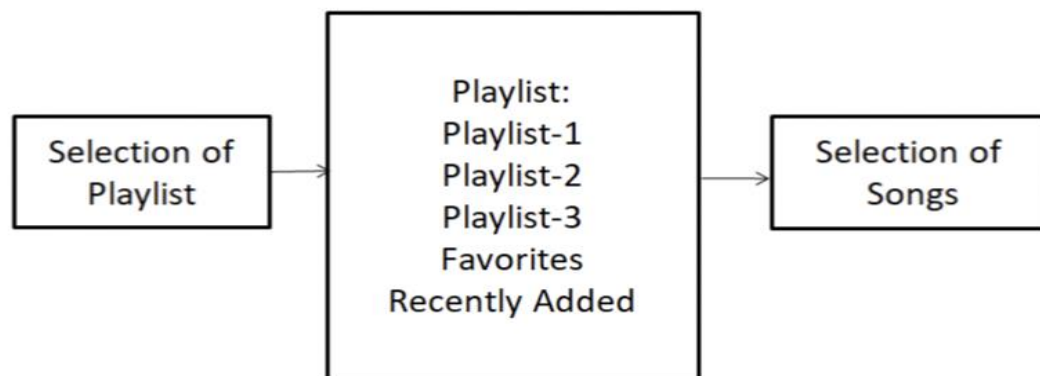 Selection of
Playlist
Playlist:
Playlist-1
Playlist-2
Playlist-3
Favorites
Recently Added
Selection of
Songs